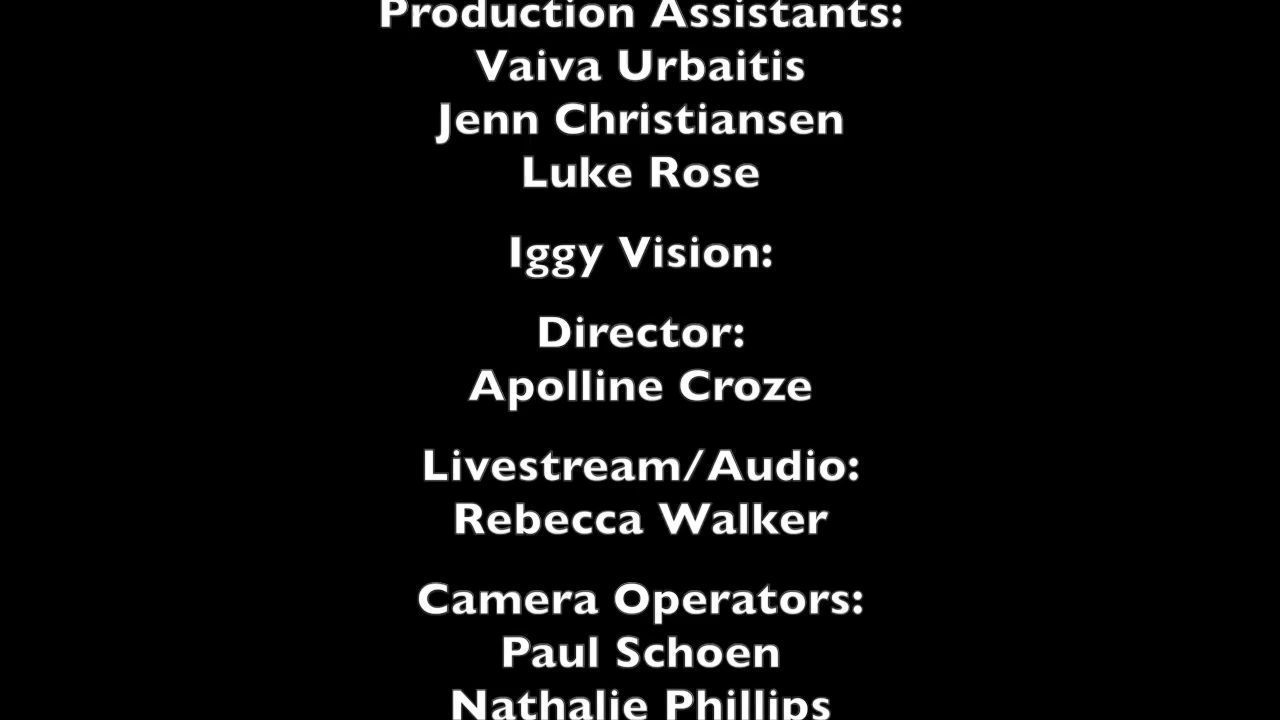 Production Assistants:
Vaiva Urbaitis
Jenn Christiansen
Luke Rose
Iggy Vision:
Director:
Apolline Croze
Livestream/Audio:
Rebecca Walker
Camera Operators:
Paul Schoen
Nathalie Phillips